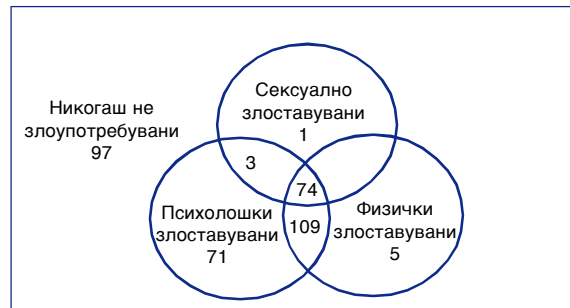 Сексуално
злоставувани
1
Никогаш не
злоупотребувани
97
3
74
Психолошки
злоставувани
71
109
Физички
злоставувани
5